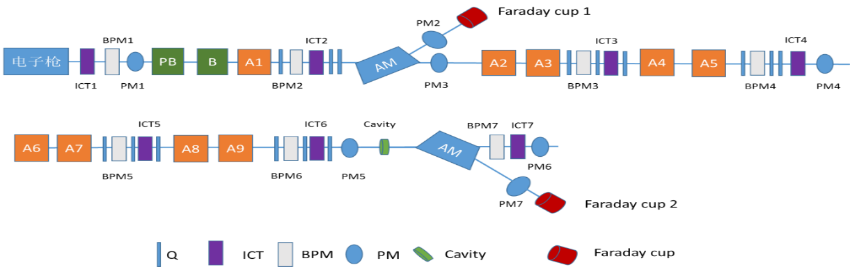 Faraday cup 1
PM2
BPM1
ICT2
ICT3
ICT4
电子枪
PB
B
A1
AM
A2
A3
A4
A5
ICT1
PM1
BPM2
PM3
BPM3
BPM4
PM4
ICT5
ICT6
Cavity
BPM7
ICT7
A6
A7
A8
A9
AM
BPM5
BPM6
PM5
PM6
PM7
Faraday cup 2
Q
ICT
BPM
PM
Cavity
Faraday cup